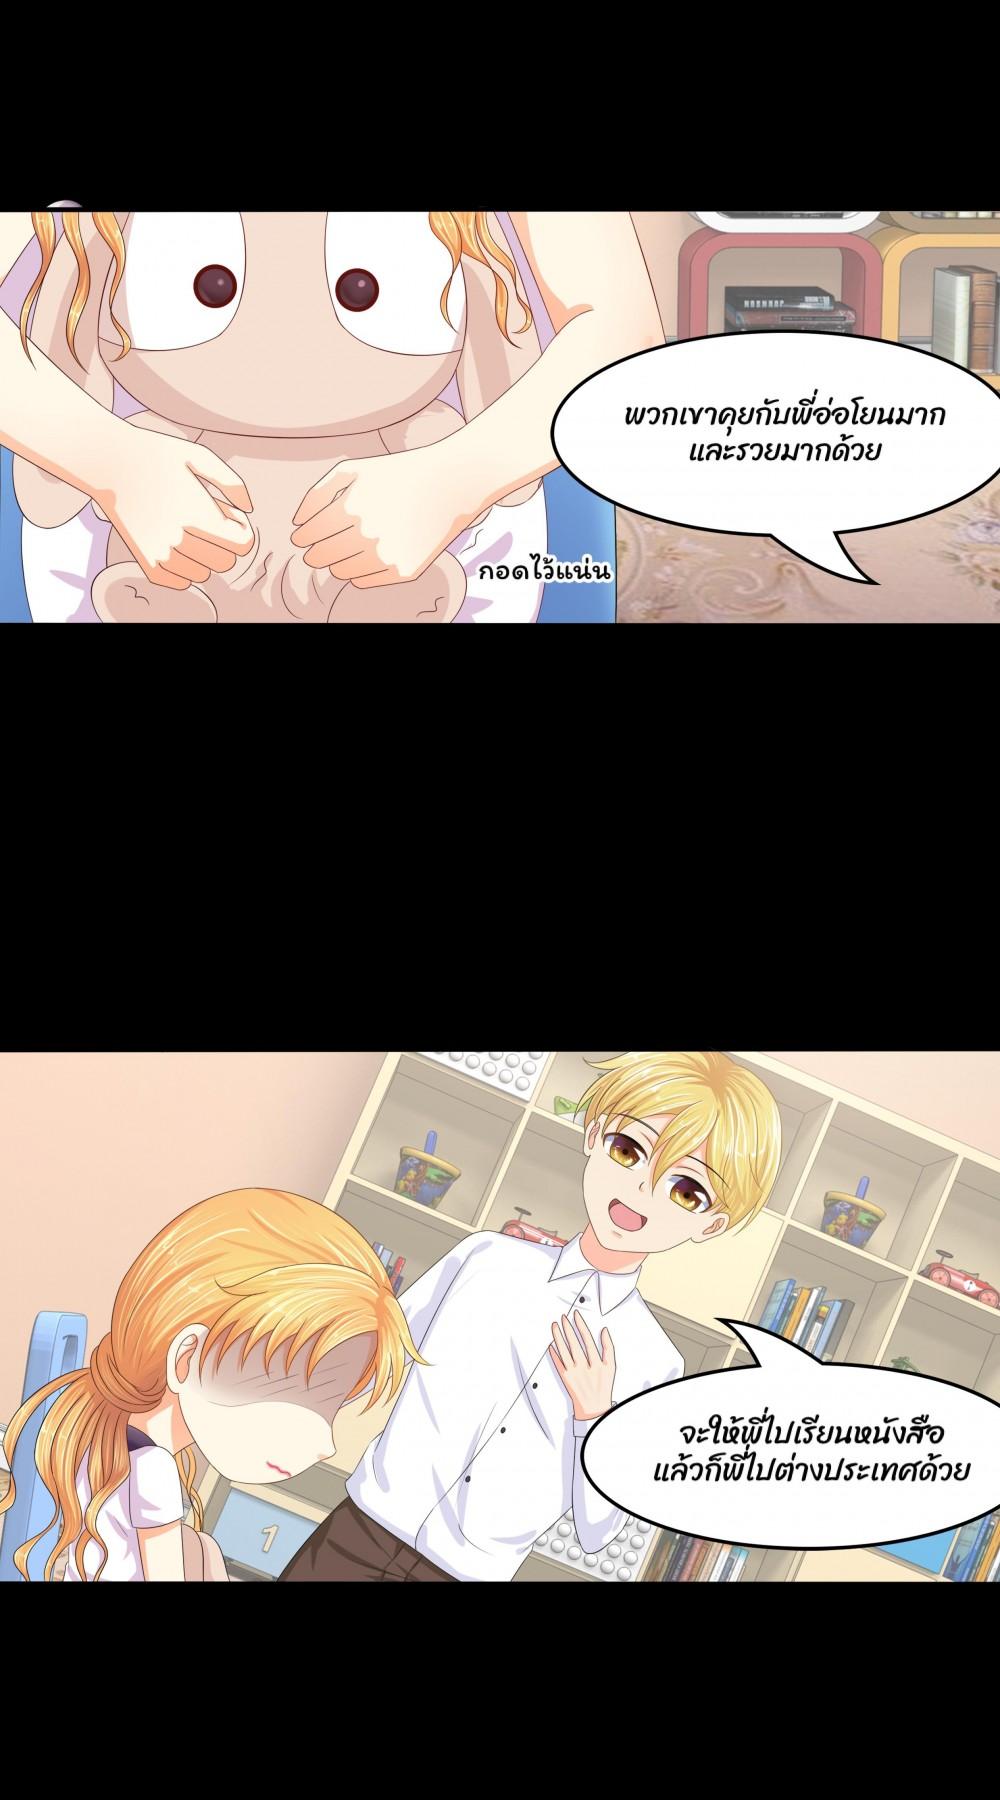 พวกเขาคุยกับพี่อ่อโยนมาก
และรวยมากด้วย
กอดไว้แน่น
จะให้พี่ไปเรียนหนังสือ
แล้วก็พี่ไปต่างประเทศด้วย
1